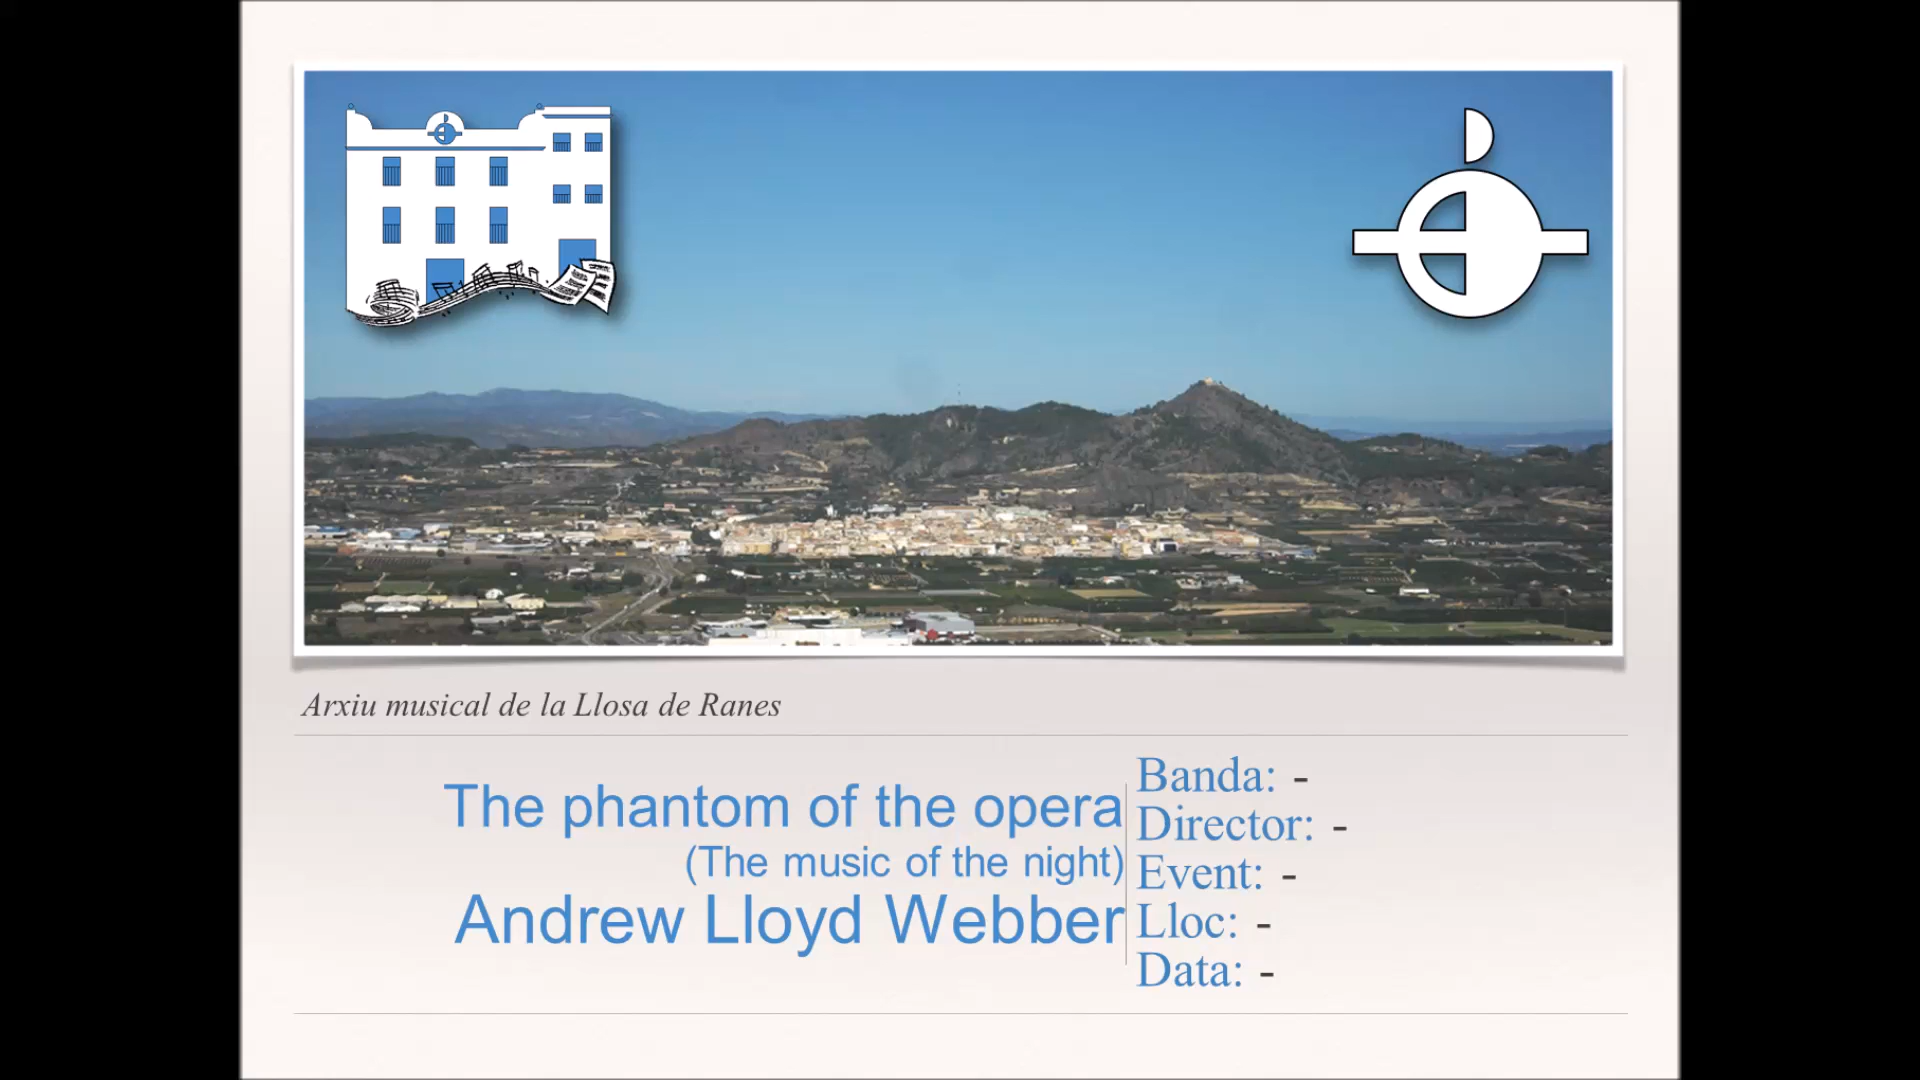 Arxiu musical de la Llosa de Ranes
The phantom of the opera
(The music of the night)
Andrew Lloyd Webber
Banda: -
Director: -
Event: -
Lloc: -
Data: -